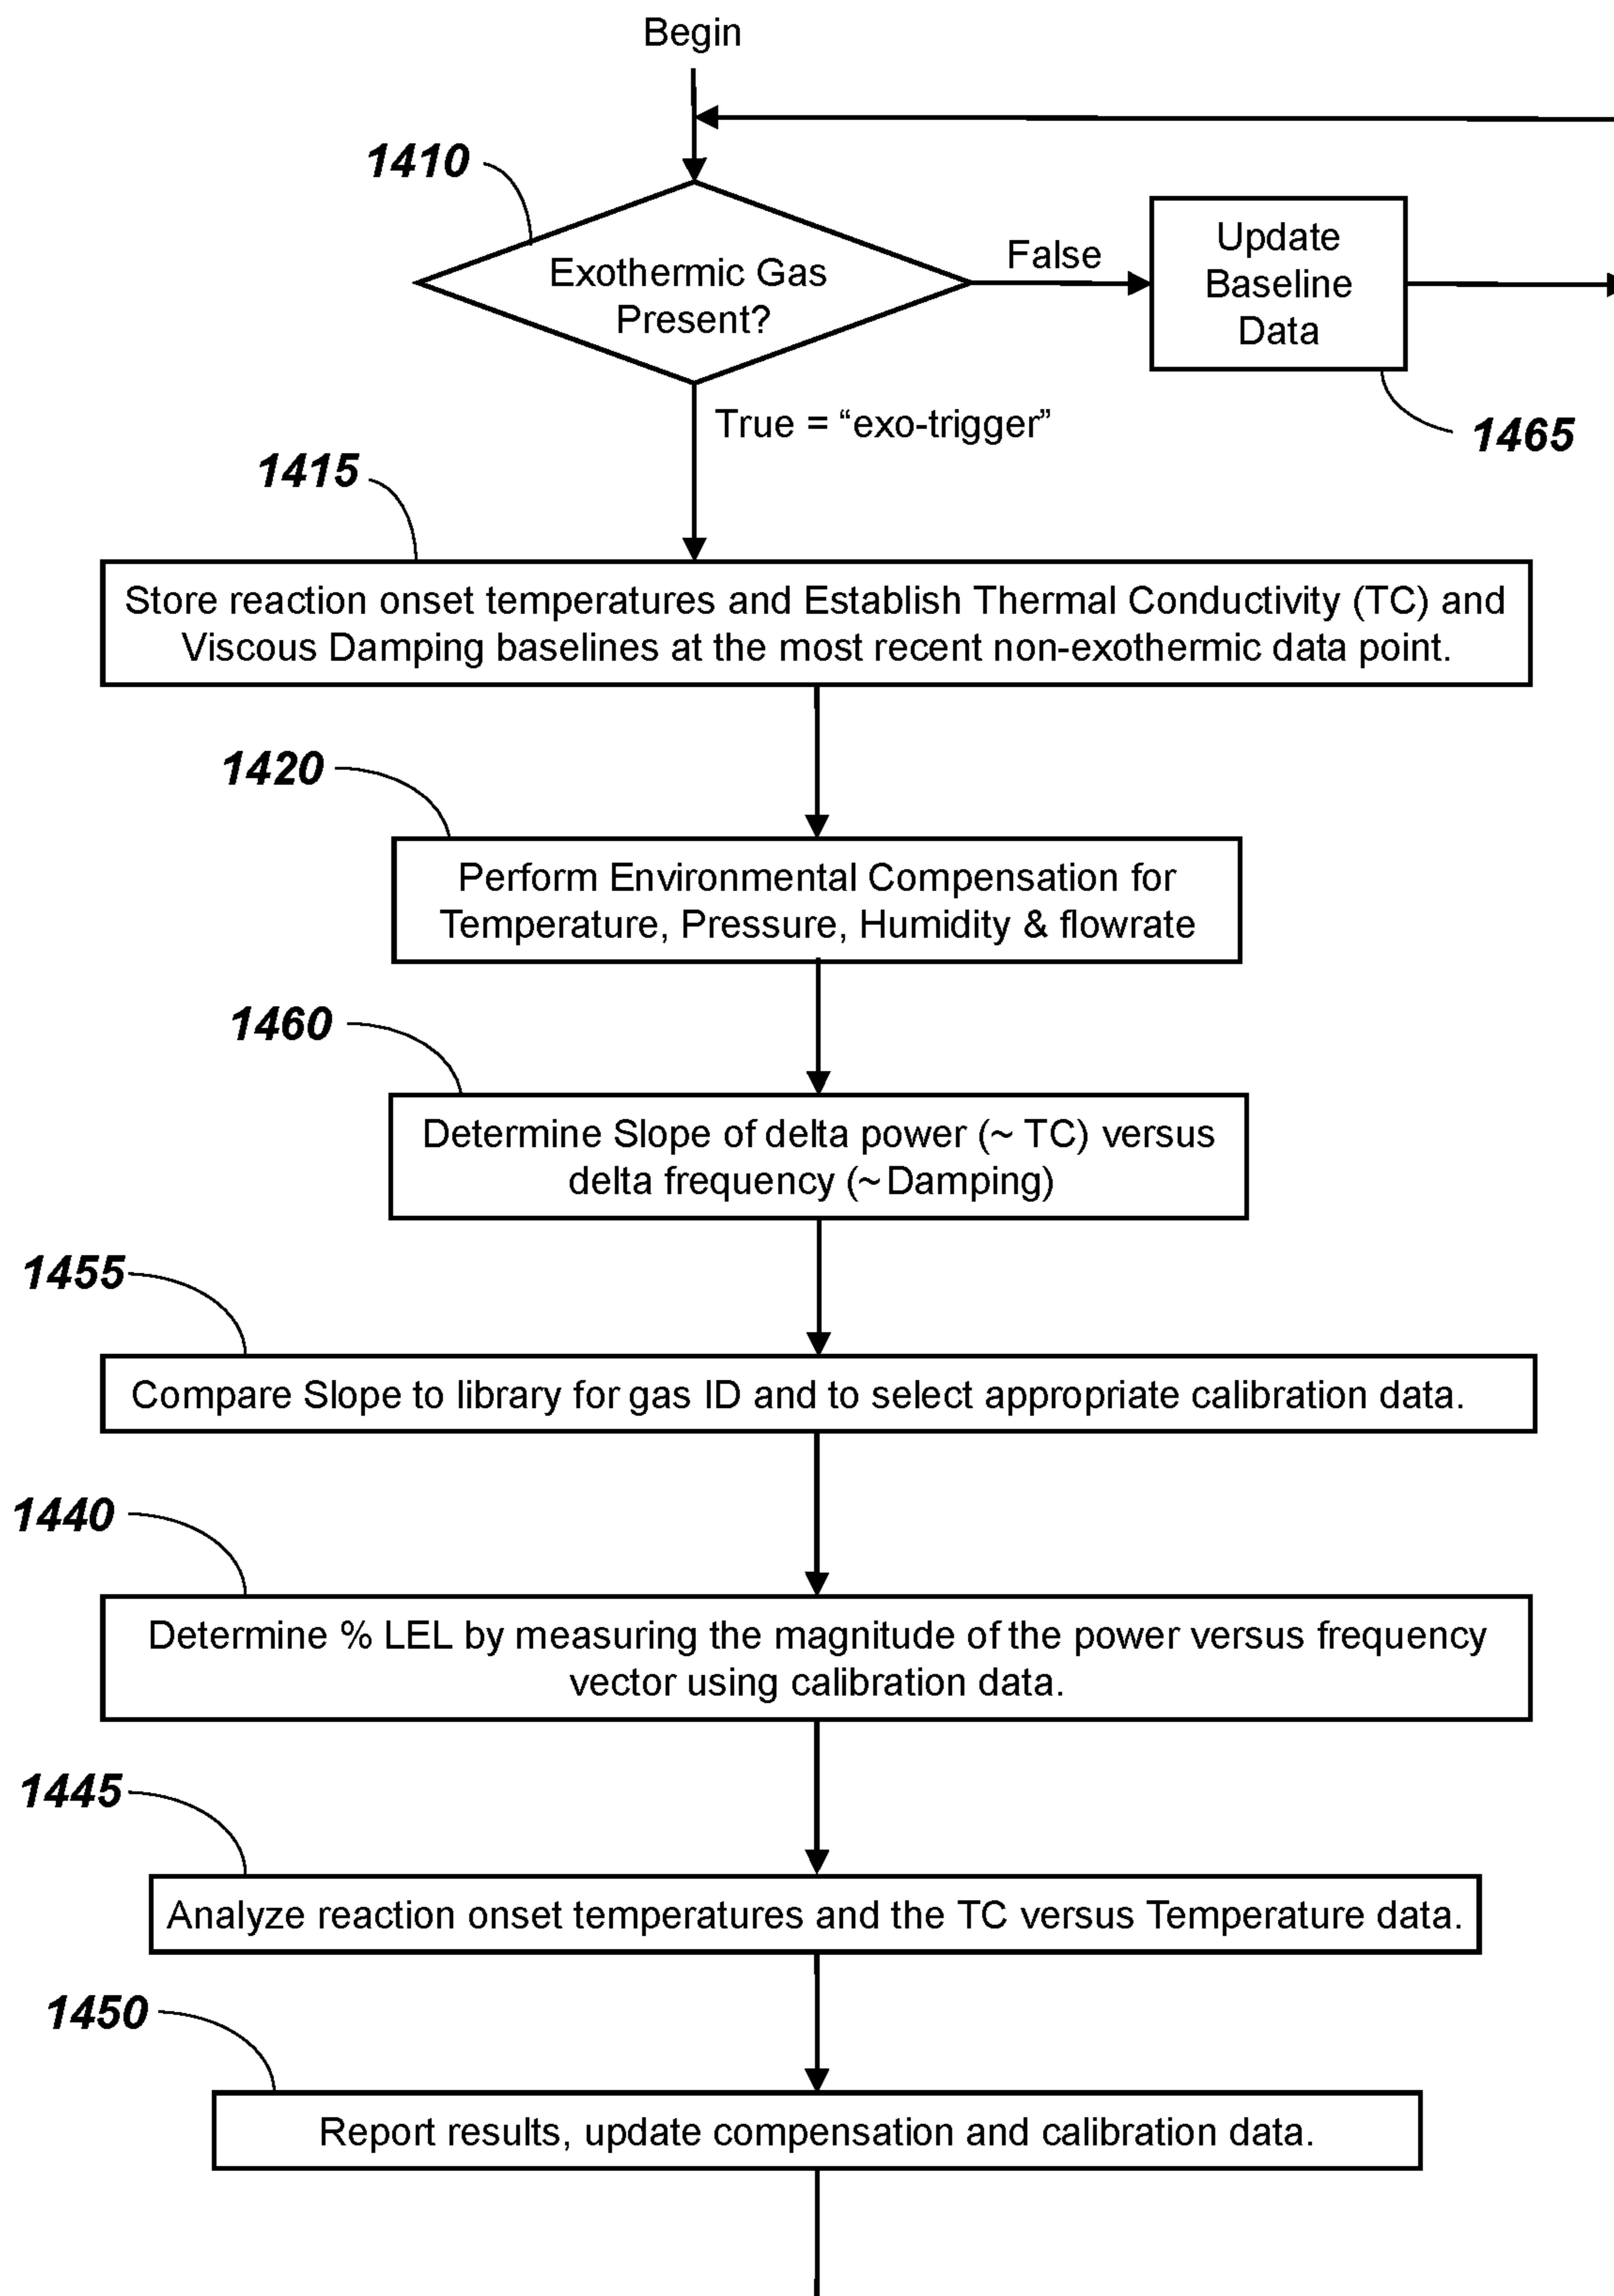 Begin
1410
Exothermic Gas
Present?
False
Update
Baseline
Data
1465
True = “exo-trigger”
1415
Store reaction onset temperatures and Establish Thermal Conductivity (TC) and
Viscous Damping baselines at the most recent non-exothermic data point.
1420
Perform Environmental Compensation for
Temperature, Pressure, Humidity & flowrate
1460
Determine Slope of delta power (~ TC) versus
delta frequency (~Damping)
1455
Compare Slope to library for gas ID and to select appropriate calibration data.
1440
Determine % LEL by measuring the magnitude of the power versus frequency
vector using calibration data.
1445
Analyze reaction onset temperatures and the TC versus Temperature data.
1450
Report results, update compensation and calibration data.